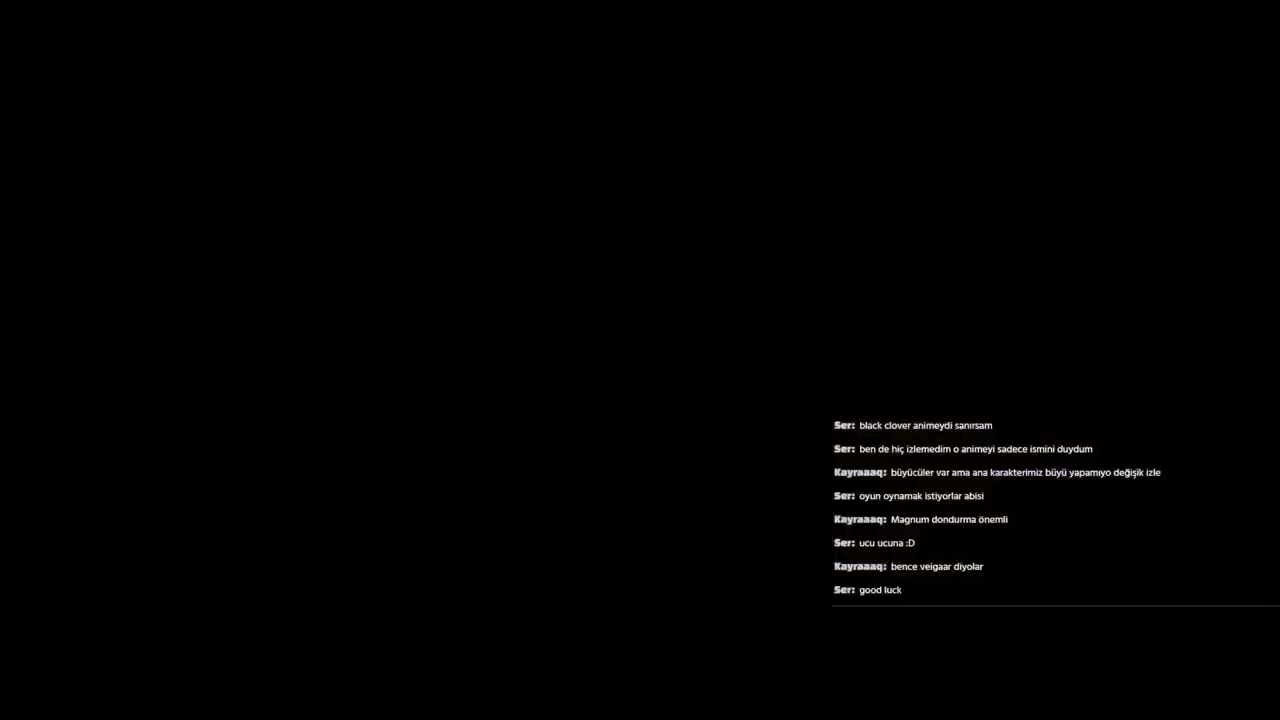 Ser: black clover animeydi sanırsam
Ser: ben de hiç izlemedim o animeyi sadece ismini duydum
Kayraaaq: büyücüler var ama ana karakterimiz büyü yapamıyo değişik izle
Ser: oyun oynamak istiyorlar abisi
Kayraaaq: Magnum dondurma önemli
Ser: ucu ucuna :D
Kayraaaq: bence veigaar diyolar
Ser: good luck